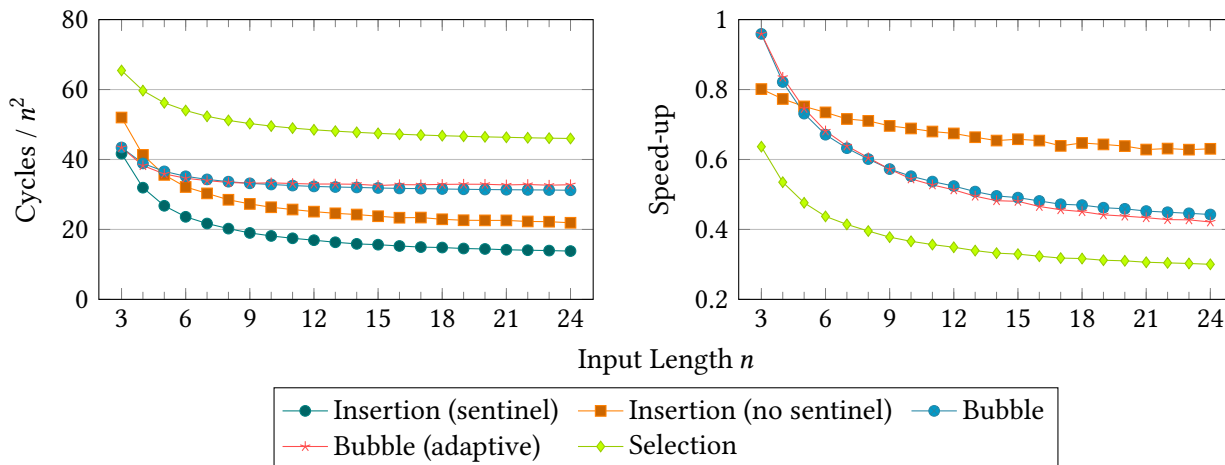 Cycles / n²
80
60
40
20
0
3 6 9 12 15 18 21 24
Speed-up
1
0.8
0.6
0.4
0.2
3 6 9 12 15 18 21 24
Input Length n
Insertion (sentinel) Insertion (no sentinel) Bubble
Bubble (adaptive) Selection